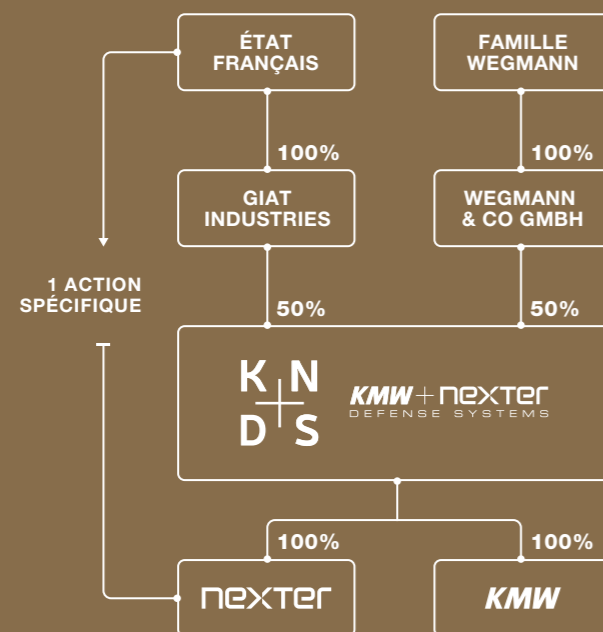 ÉTAT
FRANÇAIS
FAMILLE
WEGMANN
100%
100%
GIAT
INDUSTRIES
WEGMANN
& CO GMBH
1 ACTION
SPÉCIFIQUE
50%
50%
K N
D S
KMW+nexter
DEFENSE SYSTEMS
100%
100%
nexter
KMW